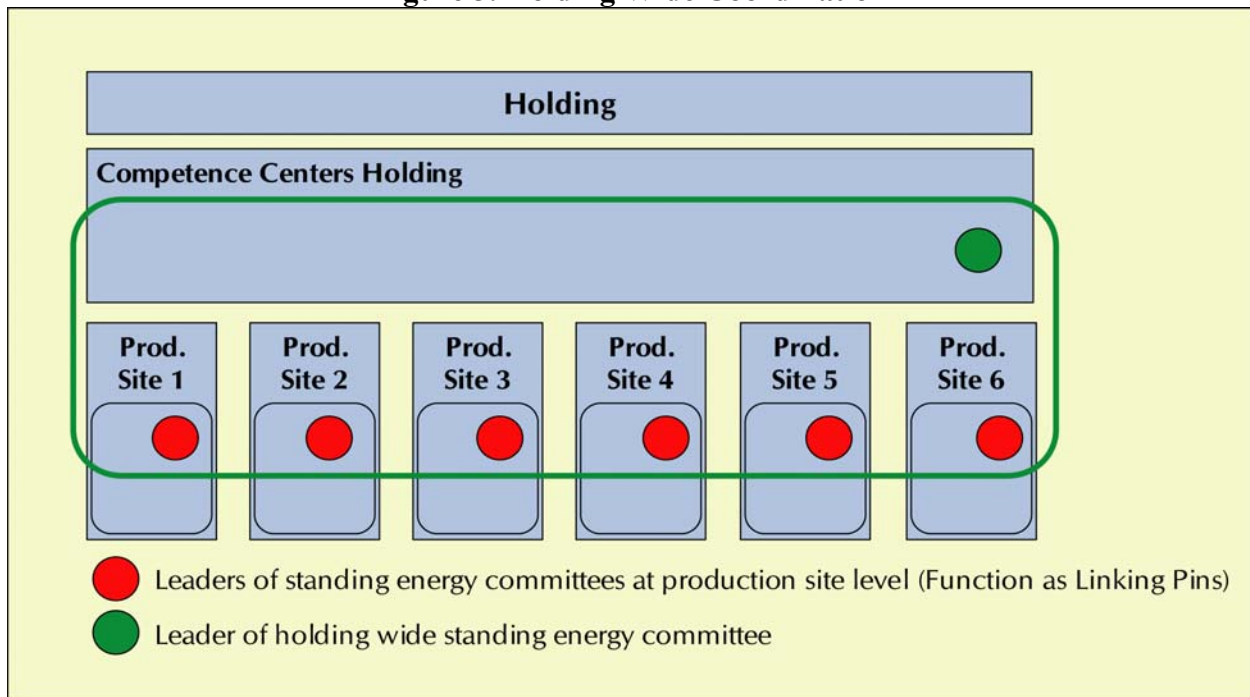 Holding
Competence Centers Holding
Prod.
Site 1
Prod.
Site 2
Prod.
Site 3
Prod.
Site 4
Prod.
Site 5
Prod.
Site 6
Leaders of standing energy committees at production site level (Function as Linking Pins)
Leader of holding wide standing energy committee